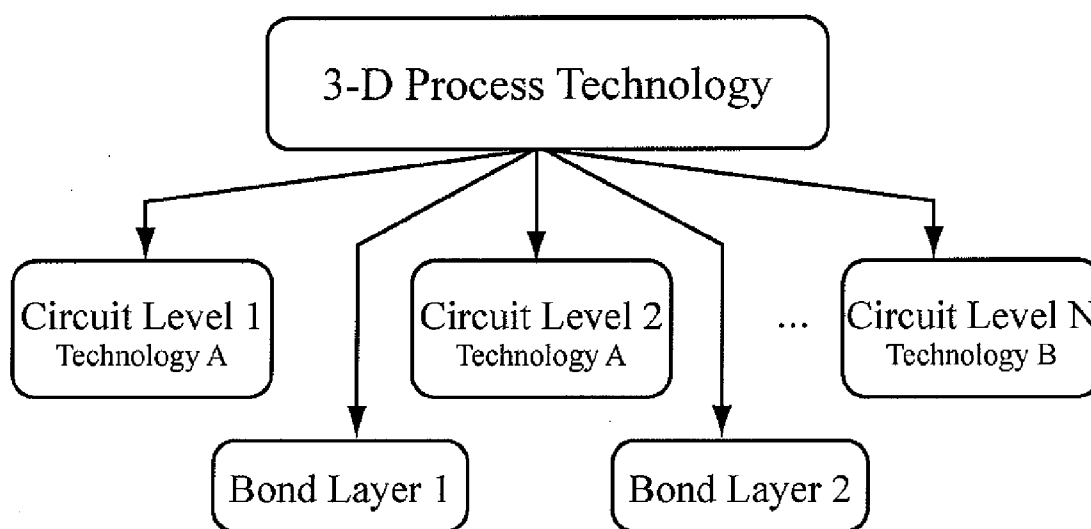 3-D Process Technology
Circuit Level 1
Technology A
Circuit Level 2
Technology A
...
Circuit Level N
Technology B
Bond Layer 1
Bond Layer 2